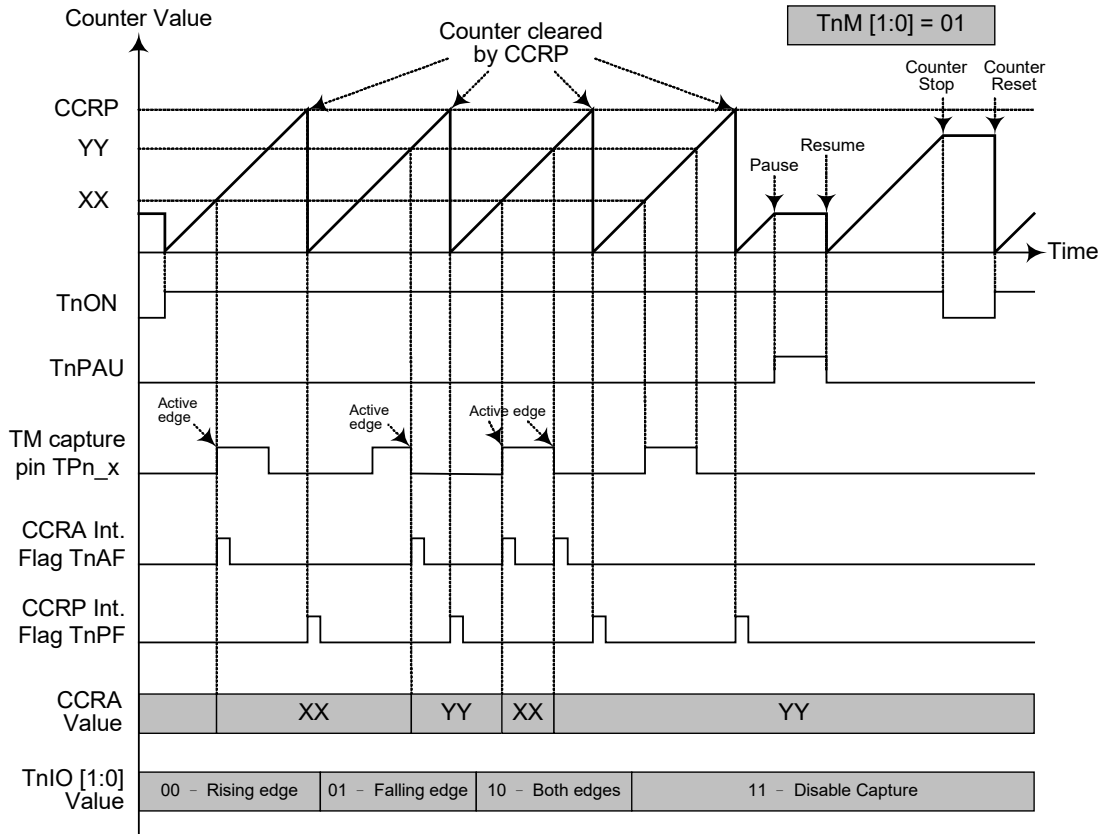 Counter Value
TnM [1:0] = 01
Counter cleared
by CCRP
Counter
Stop
Counter
Reset
CCRP
YY
XX
Pause
Resume
Time
TnON
TnPAU
Active
edge
Active
edge
Active edge
TM capture
pin TPn_x
CCRA Int.
Flag TnAF
CCRP Int.
Flag TnPF
CCRA
Value
XX
YY
XX
YY
TnIO [1:0]
Value
00 – Rising edge
01 – Falling edge
10 – Both edges
11 – Disable Capture